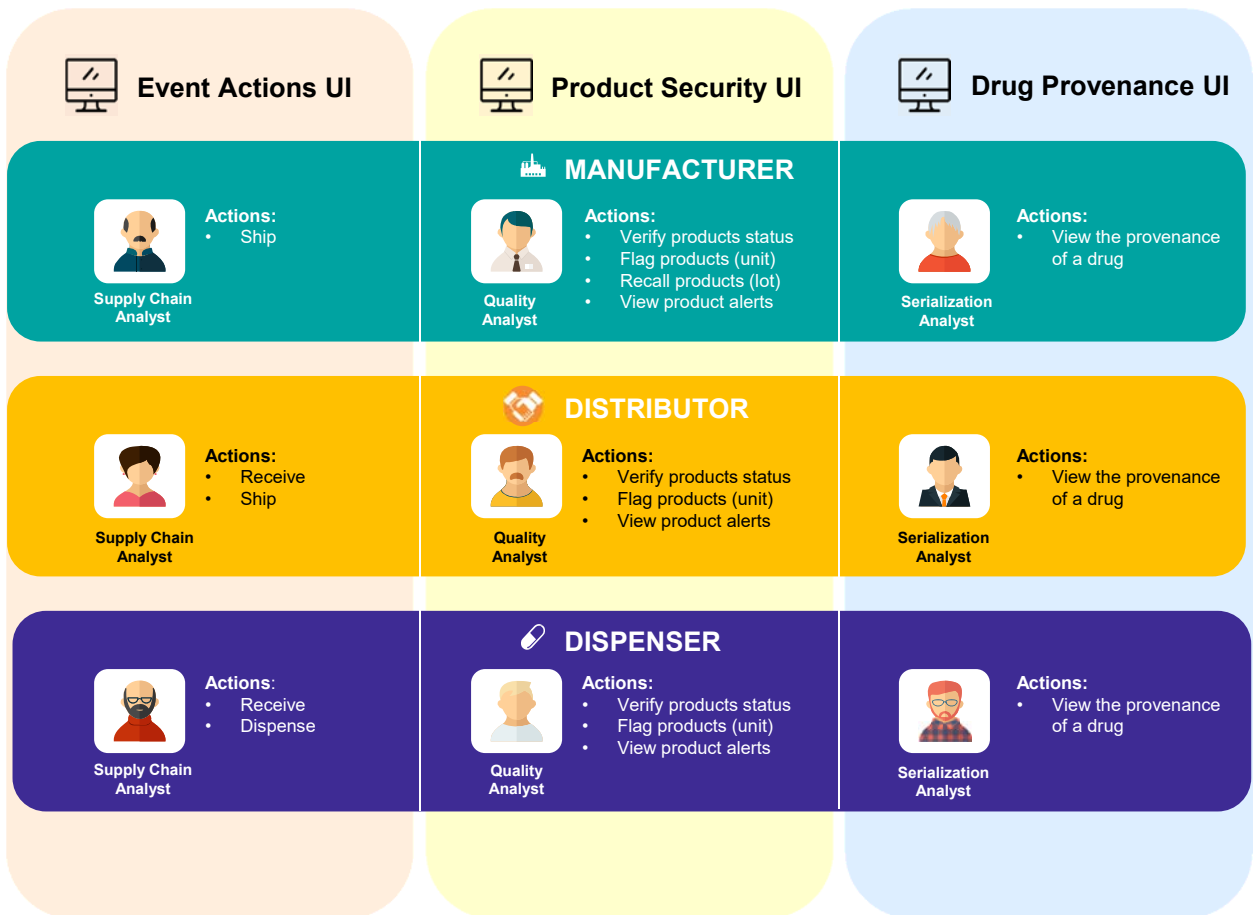 Event Actions UI
Product Security UI
Drug Provenance UI
MANUFACTURER
Actions:
• Ship
Supply Chain
Analyst
Actions:
• Verify products status
• Flag products (unit)
• Recall products (lot)
• View product alerts
Quality
Analyst
Actions:
• View the provenance
of a drug
Serialization
Analyst
DISTRIBUTOR
Actions:
• Receive
• Ship
Supply Chain
Analyst
Actions:
• Verify products status
• Flag products (unit)
• View product alerts
Quality
Analyst
Actions:
• View the provenance
of a drug
Serialization
Analyst
DISPENSER
Actions:
• Receive
• Dispense
Supply Chain
Analyst
Actions:
• Verify products status
• Flag products (unit)
• View product alerts
Quality
Analyst
Actions:
• View the provenance
of a drug
Serialization
Analyst